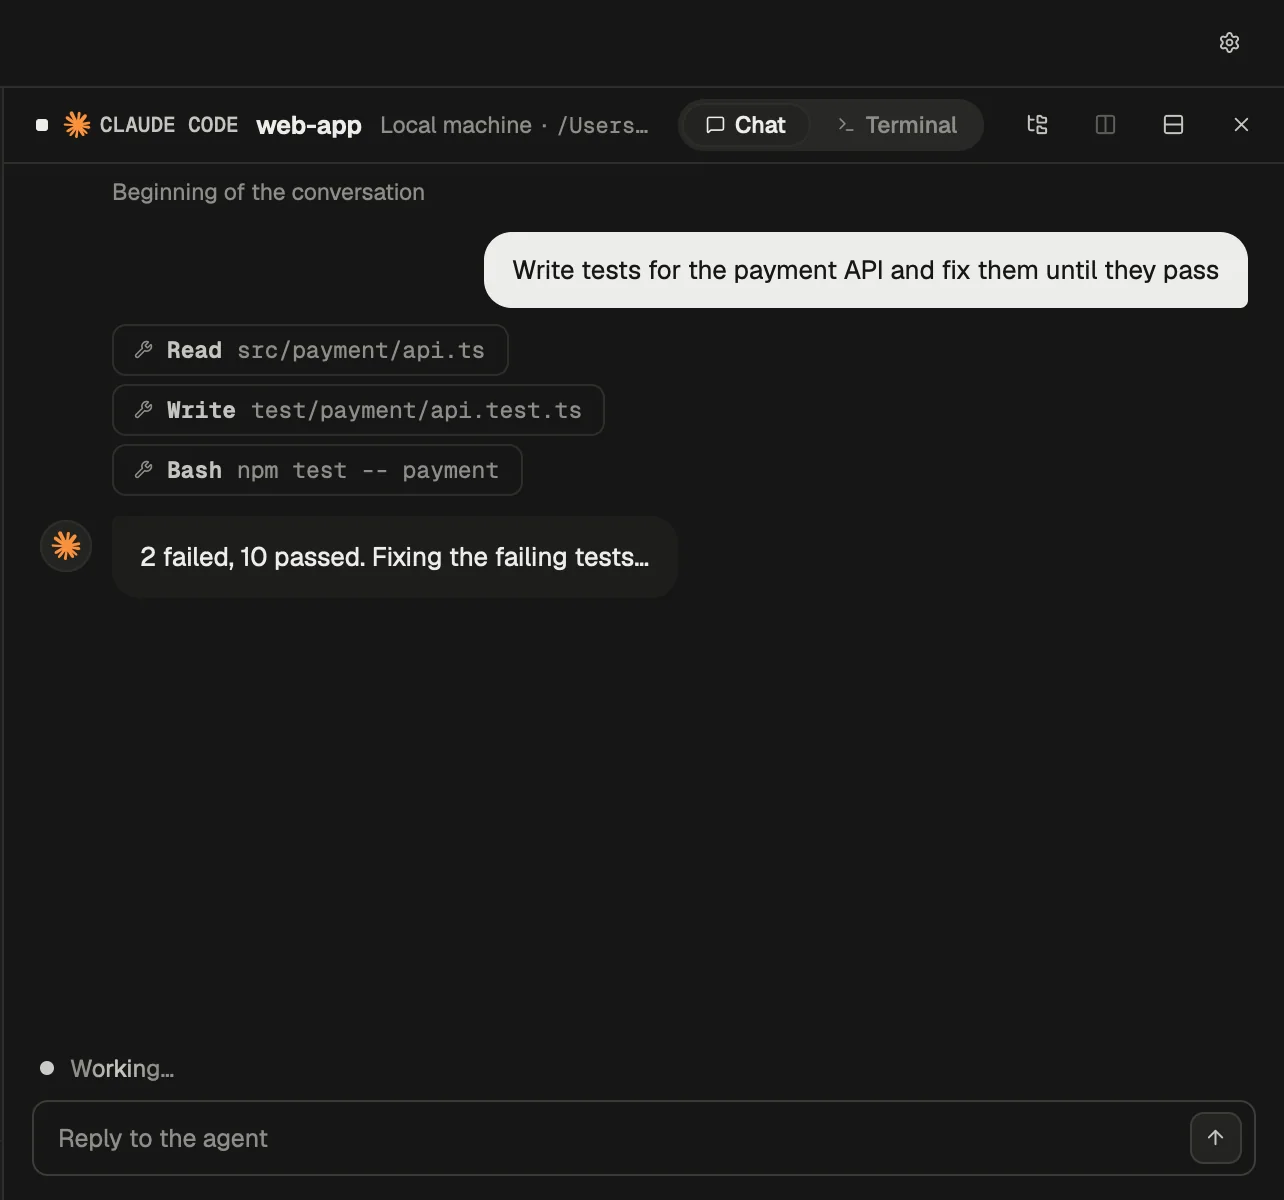 CLAUDE CODE web-app Local machine · /Users… Chat Terminal
Beginning of the conversation
Write tests for the payment API and fix them until they pass
Read src/payment/api.ts
Write test/payment/api.test.ts
Bash npm test -- payment
2 failed, 10 passed. Fixing the failing tests…
Working…
Reply to the agent